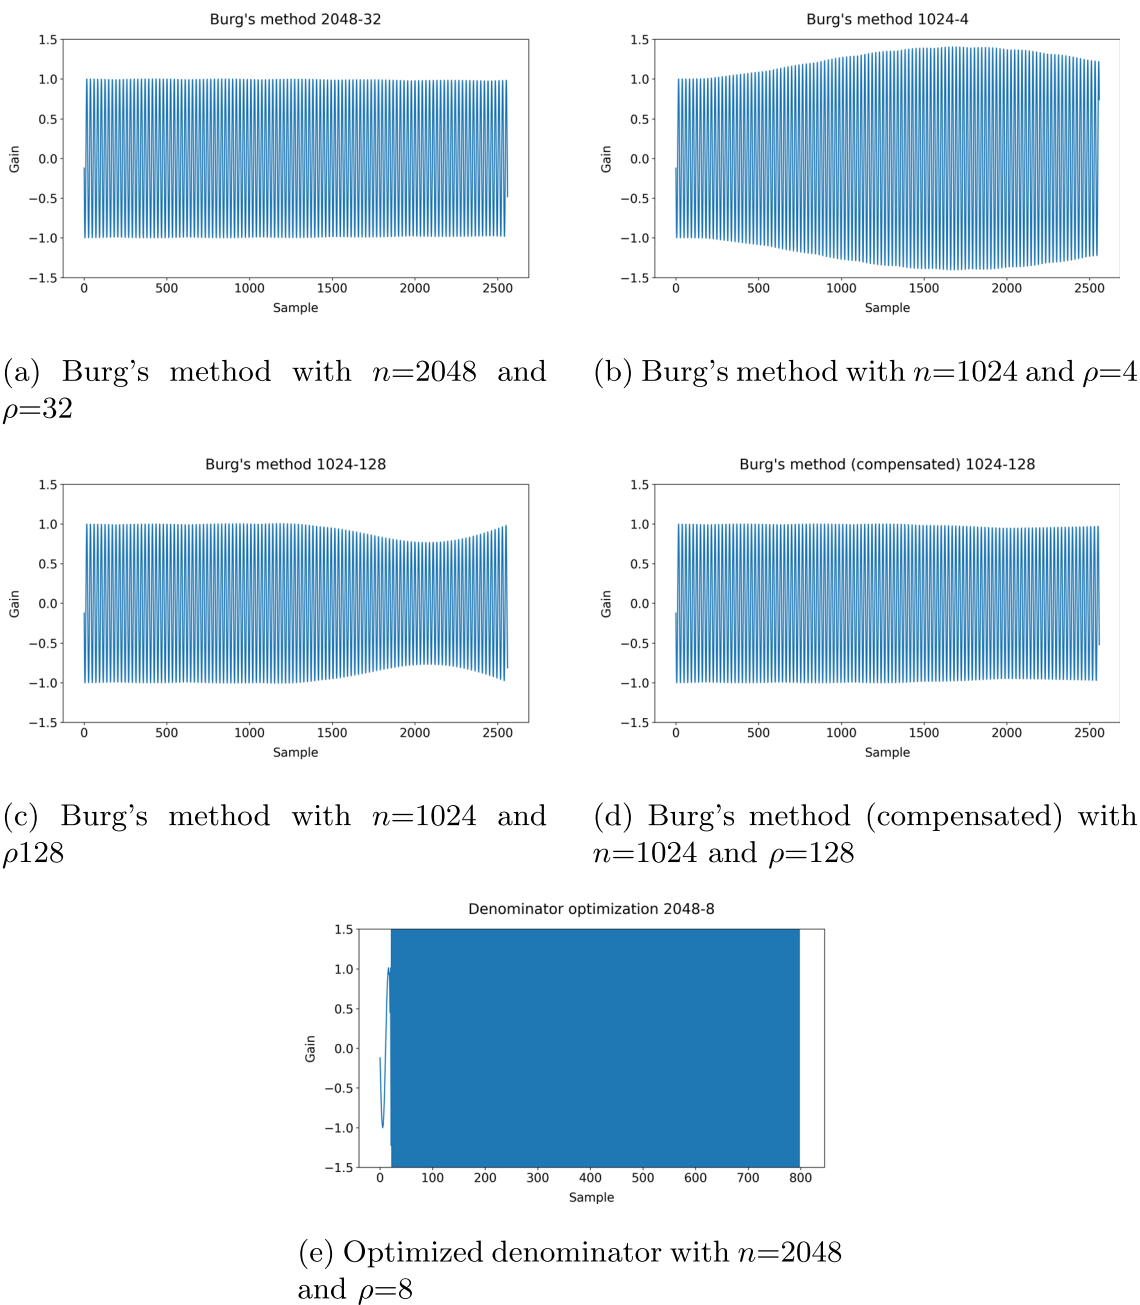 Burg's method 2048-32
1.5
1.0
0.5
0.0
−0.5
−1.0
−1.5
Gain
0 500 1000 1500 2000 2500
Sample
(a) Burg's method with n=2048 and
ρ=32
Burg's method 1024-4
1.5
1.0
0.5
0.0
−0.5
−1.0
−1.5
Gain
0 500 1000 1500 2000 2500
Sample
(b) Burg's method with n=1024 and ρ=4
Burg's method 1024-128
1.5
1.0
0.5
0.0
−0.5
−1.0
−1.5
Gain
0 500 1000 1500 2000 2500
Sample
(c) Burg's method with n=1024 and
ρ128
Burg's method (compensated) 1024-128
1.5
1.0
0.5
0.0
−0.5
−1.0
−1.5
Gain
0 500 1000 1500 2000 2500
Sample
(d) Burg's method (compensated) with
n=1024 and ρ=128
Denominator optimization 2048-8
1.5
1.0
0.5
0.0
−0.5
−1.0
−1.5
Gain
0 100 200 300 400 500 600 700 800
Sample
(e) Optimized denominator with n=2048
and ρ=8